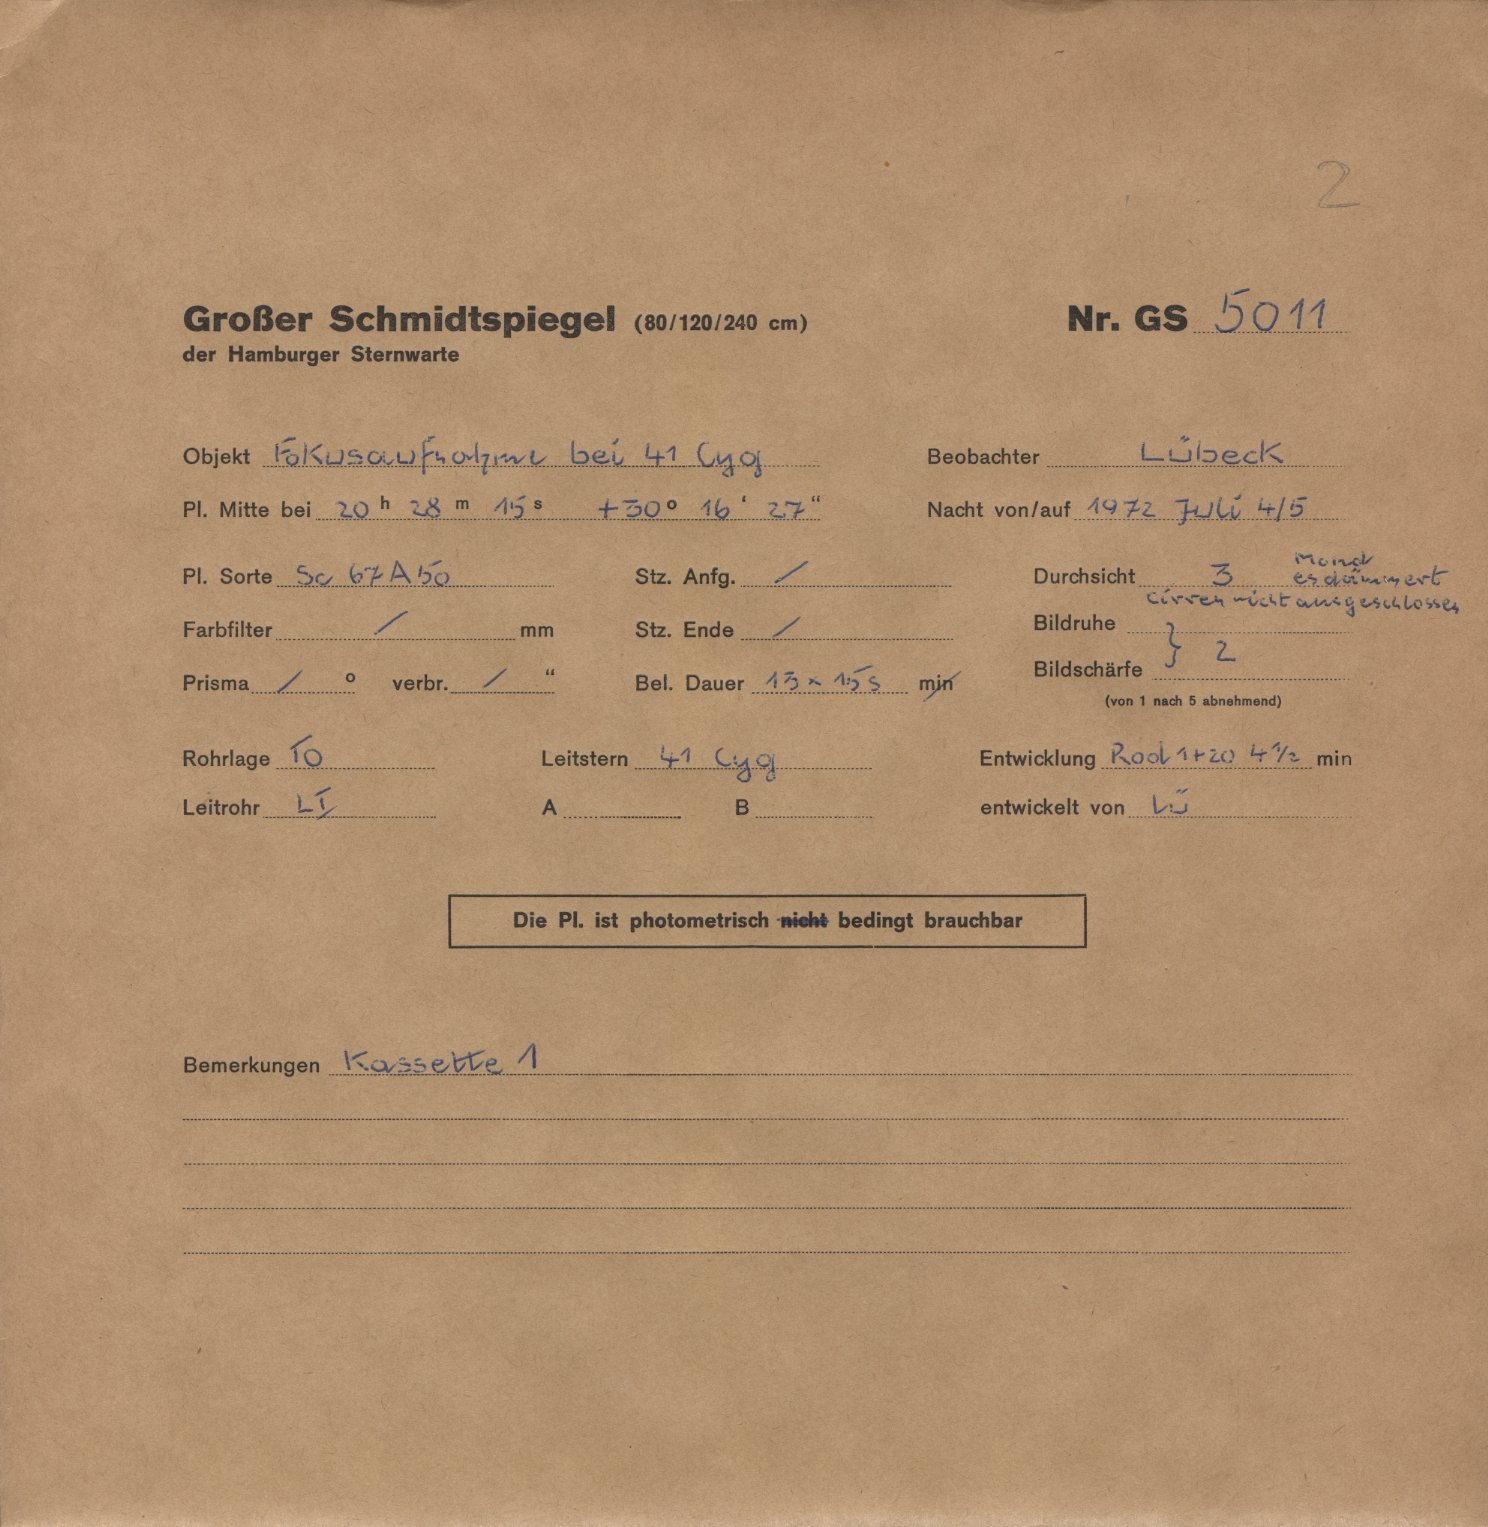 2
Großer Schmidtspiegel (80/120/240 cm) Nr. GS 5011
der Hamburger Sternwarte
Objekt Fokusaufnahme bei 41 Cyg Beobachter Lübeck
Pl. Mitte bei 20 h 28 m 15 s +30 o 16 ' 27 “ Nacht von/auf 1972 Juli 4/5
Mond
Pl. Sorte Sc 67A50 Stz. Anfg. / Durchsicht 3 es dämmert
Cirren nicht ausgeschlossen
Farbfilter / mm Stz. Ende / Bildruhe
} 2
Bildschärfe
Prisma / o verbr. / “ Bel. Dauer 13 x 15s min
(von 1 nach 5 abnehmend)
Rohrlage TO Leitstern 41 Cyg Entwicklung Rod 1+20 4 1/2 min
Leitrohr LI A B entwickelt von Lü
Die Pl. ist photometrisch nicht bedingt brauchbar
Bemerkungen Kassette 1